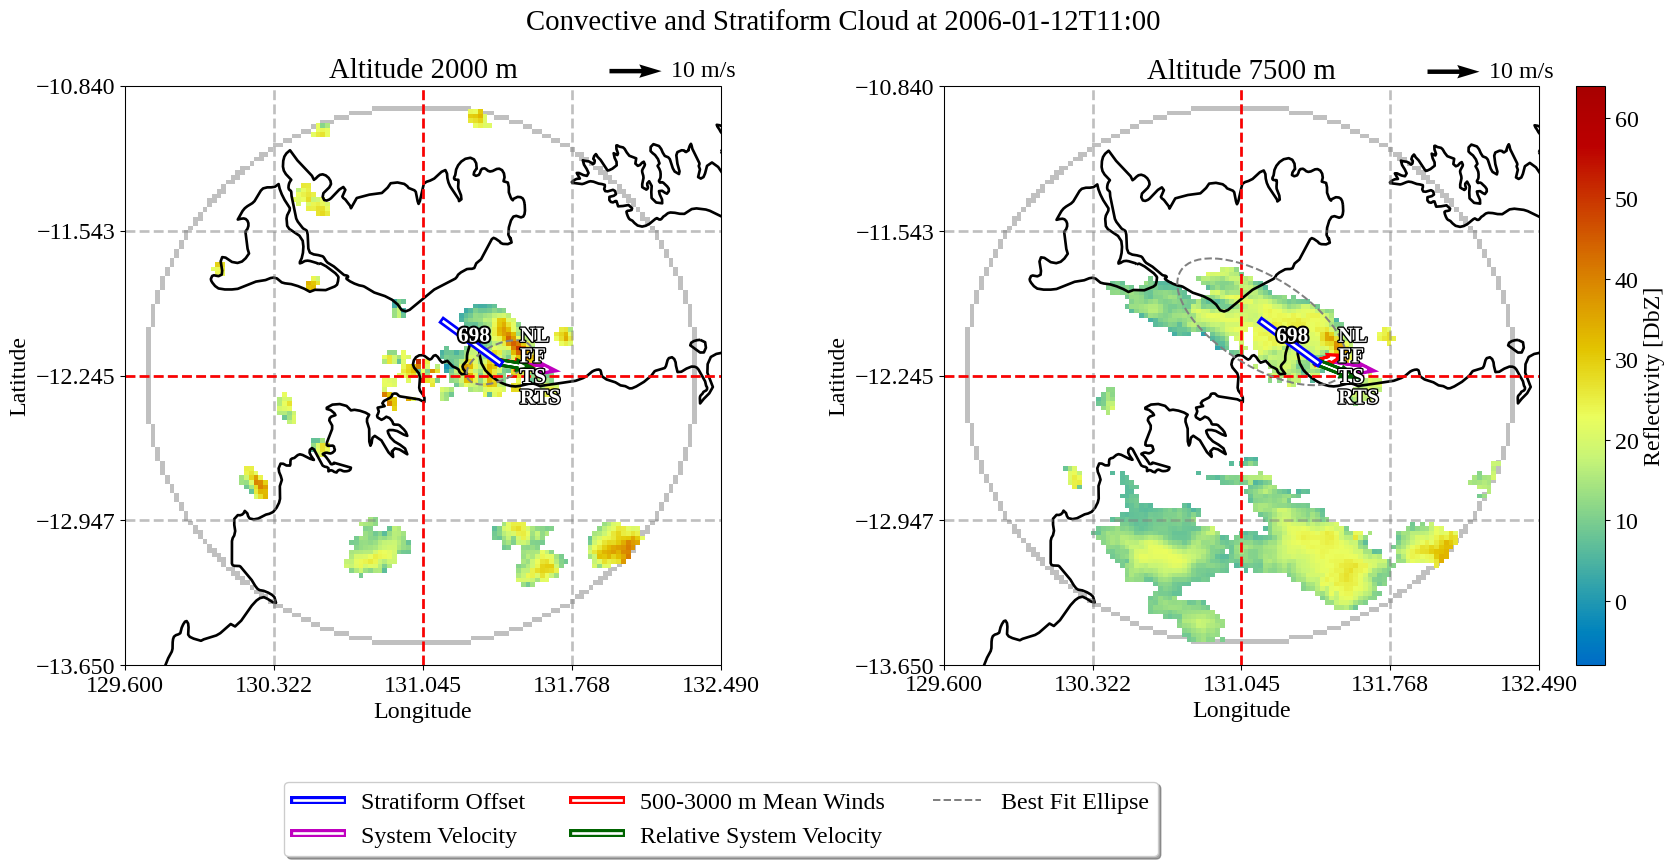 Convective and Stratiform Cloud at 2006-01-12T11:00
Altitude 2000 m
10 m/s
Altitude 7500 m
10 m/s
−10.840
−11.543
−12.245
−12.947
−13.650
Latitude
129.600
130.322
131.045
131.768
132.490
Longitude
698
NL
FF
TS
RTS
−10.840
−11.543
−12.245
−12.947
−13.650
Latitude
129.600
130.322
131.045
131.768
132.490
Longitude
698
NL
FF
TS
RTS
60
50
40
30
20
10
0
Reflectivity [DbZ]
Stratiform Offset
System Velocity
500-3000 m Mean Winds
Relative System Velocity
Best Fit Ellipse